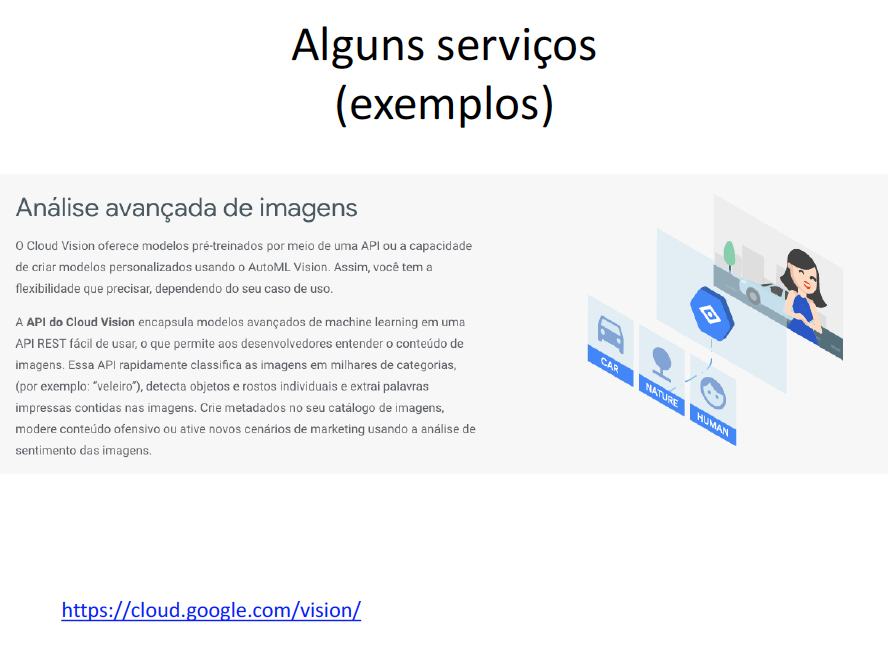 Alguns serviços
(exemplos)
Análise avançada de imagens
O Cloud Vision oferece modelos pré-treinados por meio de uma API ou a capacidade
de criar modelos personalizados usando o AutoML Vision. Assim, você tem a
flexibilidade que precisar, dependendo do seu caso de uso.
A API do Cloud Vision encapsula modelos avançados de machine learning em uma
API REST fácil de usar, o que permite aos desenvolvedores entender o conteúdo de
imagens. Essa API rapidamente classifica as imagens em milhares de categorias,
(por exemplo: “veleiro”), detecta objetos e rostos individuais e extrai palavras
impressas contidas nas imagens. Crie metadados no seu catálogo de imagens,
modere conteúdo ofensivo ou ative novos cenários de marketing usando a análise de
sentimento das imagens.
CAR
NATURE
HUMAN
https://cloud.google.com/vision/